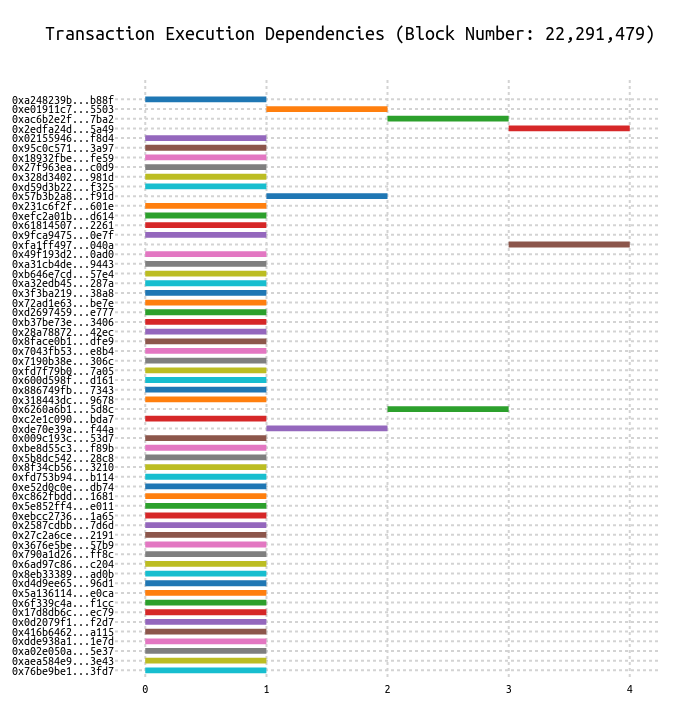 Transaction Execution Dependencies (Block Number: 22,291,479)
0xa248239b...b88f
0xe01911c7...5503
0xac6b2e2f...7ba2
0x2edfa24d...5a49
0x02155946...f8d4
0x95c0c571...3a97
0x18932fbe...fe59
0x27f963ea...c0d9
0x328d3402...981d
0xd59d3b22...f325
0x57b3b2a8...f91d
0x231c6f2f...601e
0xefc2a01b...d614
0x61814507...2261
0x9fca9475...0e7f
0xfa1ff497...040a
0x49f193d2...0ad0
0xa31cb4de...9443
0xb646e7cd...57e4
0xa32edb45...287a
0x3f3ba219...38a8
0x72ad1e63...be7e
0xd2697459...e777
0xb37be73e...3406
0x28a78872...42ec
0x8face0b1...dfe9
0x7043fb53...e8b4
0x7190b38e...306c
0xfd7f79b0...7a05
0x600d598f...d161
0x886749fb...7343
0x318443dc...9678
0x6260a6b1...5d8c
0xc2e1c090...bda7
0xde70e39a...f44a
0x009c193c...53d7
0xbe8d55c3...f89b
0x5b8dc542...28c8
0x8f34cb56...3210
0xfd753b94...b114
0xe52d0c0e...db74
0xc862fbdd...1681
0x5e852ff4...e011
0xebcc2736...1a65
0x2587cdbb...7d6d
0x27c2a6ce...2191
0x3676e5be...57b9
0x790a1d26...ff8c
0x6ad97c86...c204
0x8eb33389...ad0b
0xd4d9ee65...96d1
0x5a136114...e0ca
0x6f339c4a...f1cc
0x17d8db6c...ec79
0x0d2079f1...f2d7
0x416b6462...a115
0xdde938a1...1e7d
0xa02e050a...5e37
0xaea584e9...3e43
0x76be9be1...3fd7
0 1 2 3 4